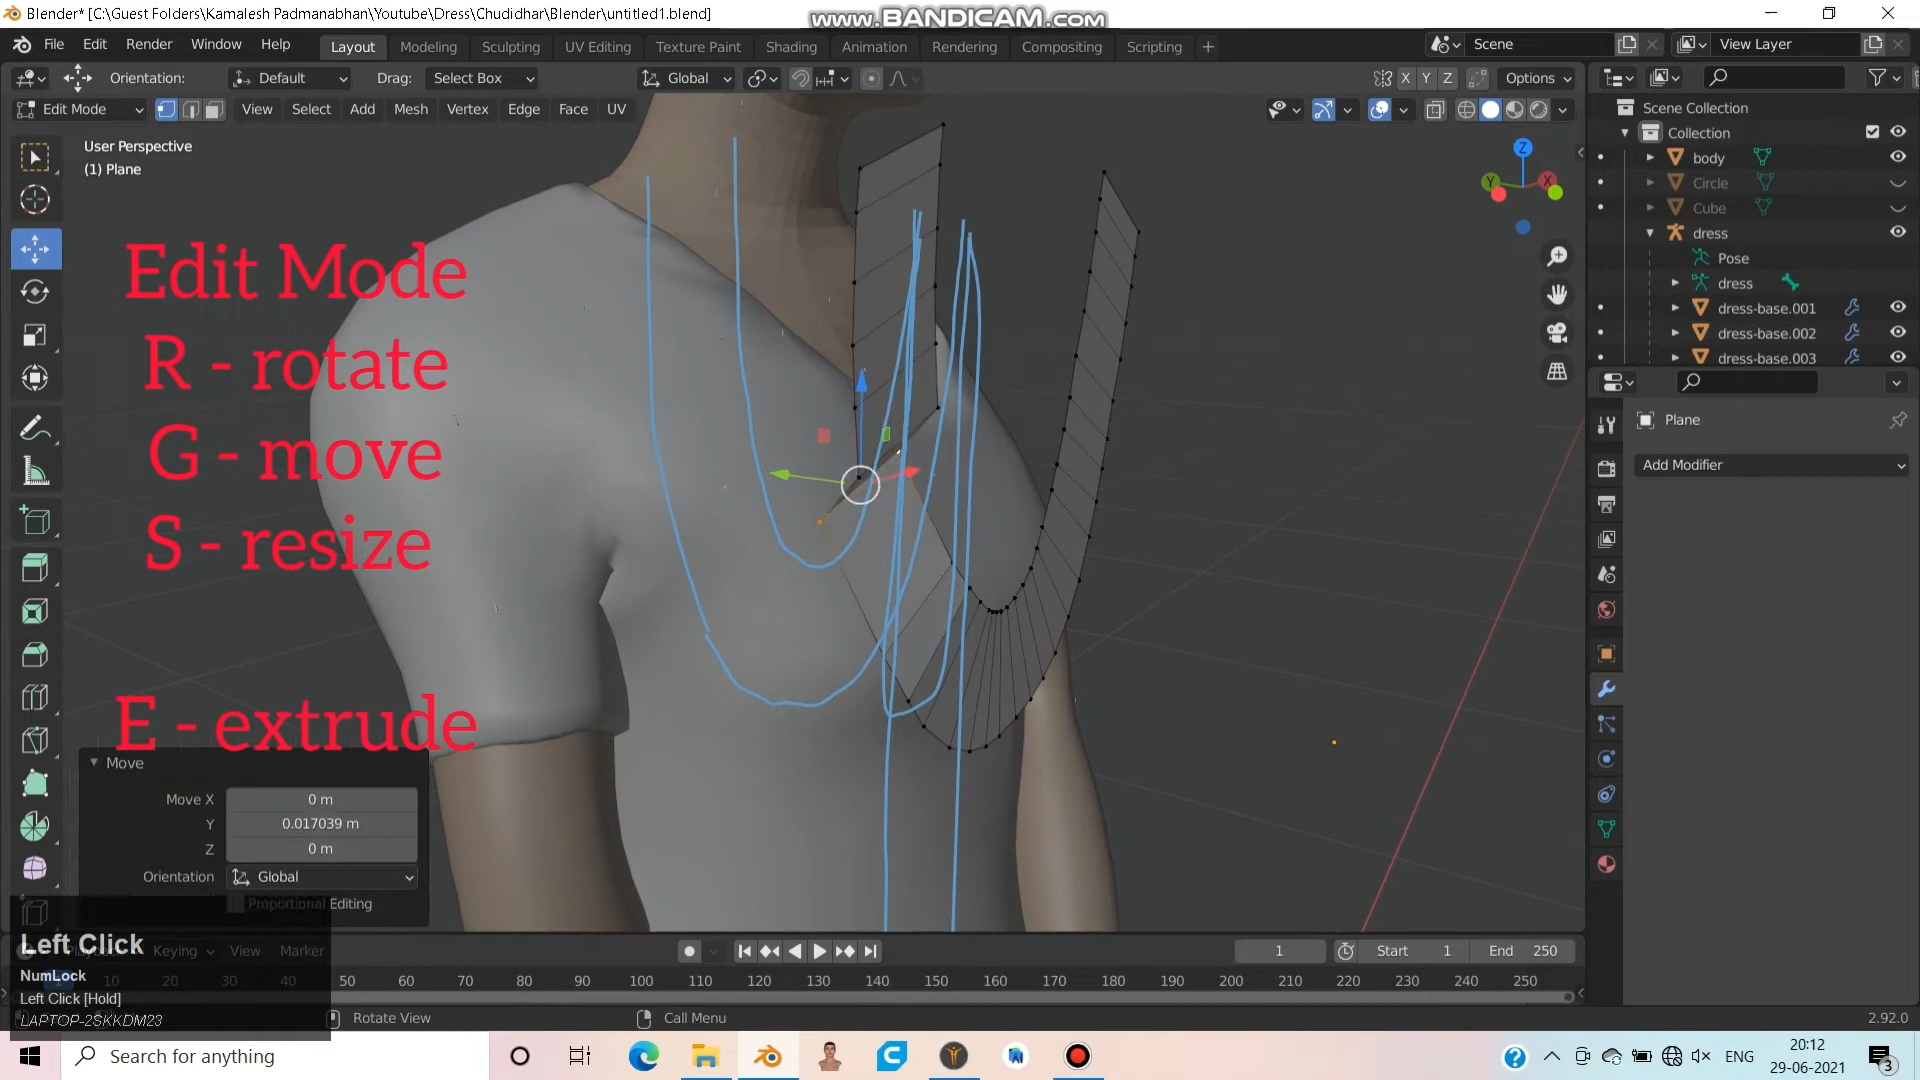 Blender* [C:\Guest Folders\Kamalesh Padmanabhan\Youtube\Dress\Chudidhar\Blender\untitled1.blend]
www.BANDICAM.com
File Edit Render Window Help
Layout Modeling Sculpting UV Editing Texture Paint Shading Animation Rendering Compositing Scripting +
Scene
View Layer
Orientation: Default Drag: Select Box Global X Y Z Options
Edit Mode View Select Add Mesh Vertex Edge Face UV
User Perspective
(1) Plane
Z
Y
X
Scene Collection
Collection
body
Circle
Cube
dress
Pose
dress
dress-base.001
dress-base.002
dress-base.003
Plane
Add Modifier
Edit Mode
R - rotate
G - move
S - resize
E - extrude
Move
Move X 0 m
Y 0.017039 m
Z 0 m
Orientation Global
Proportional Editing
Left Click
NumLock
Left Click [Hold]
LAPTOP-2SKKDM23
Playback Keying View Marker
1 Start 1 End 250
1 10 20 30 40 50 60 70 80 90 100 110 120 130 140 150 160 170 180 190 200 210 220 230 240 250
Rotate View Call Menu 2.92.0
Search for anything
ENG
20:12
29-06-2021
3